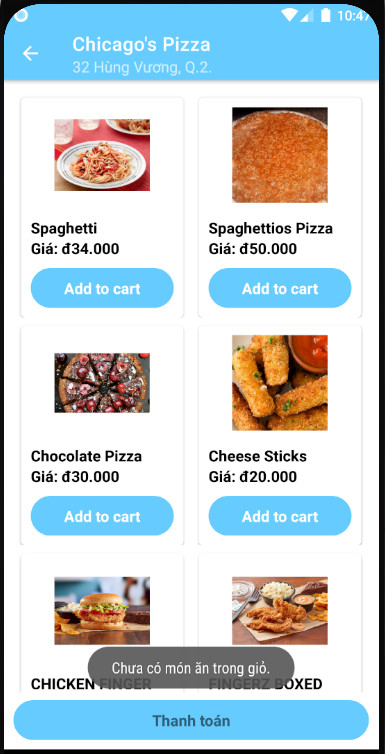 10:47
Chicago's Pizza
32 Hùng Vương, Q.2.
Spaghetti
Giá: đ34.000
Add to cart
Spaghettios Pizza
Giá: đ50.000
Add to cart
Chocolate Pizza
Giá: đ30.000
Add to cart
Cheese Sticks
Giá: đ20.000
Add to cart
CHICKEN FINGER
FINGERZ BOXED
Chưa có món ăn trong giỏ.
Thanh toán